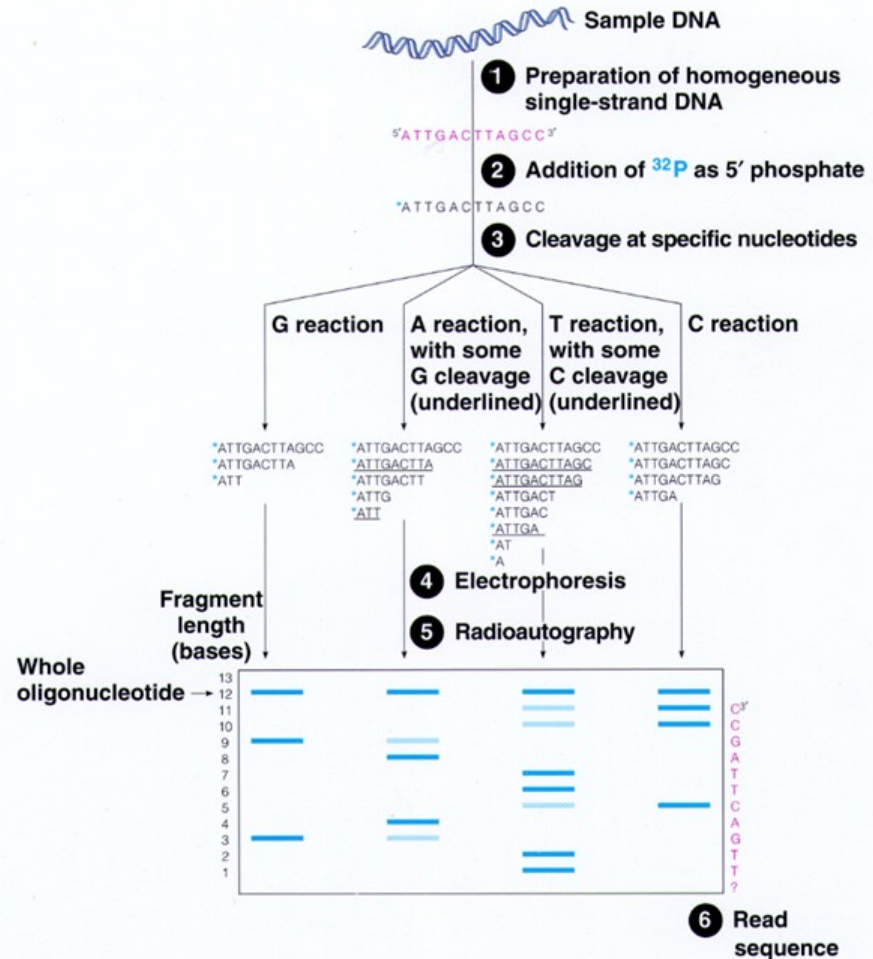 Sample DNA
1 Preparation of homogeneous
single-strand DNA
5′ATTGACTTAGCC3′
2 Addition of 32P as 5′ phosphate
*ATTGACTTAGCC
3 Cleavage at specific nucleotides
G reaction
A reaction,
with some
G cleavage
(underlined)
T reaction,
with some
C cleavage
(underlined)
C reaction
*ATTGACTTAGCC
*ATTGACTTA
*ATT
*ATTGACTTAGCC
*ATTGACTTA
*ATTGACTT
*ATTG
*ATT
*ATTGACTTAGCC
*ATTGACTTAGC
*ATTGACTTAG
*ATTGACT
*ATTGAC
*ATTGA
*AT
*A
*ATTGACTTAGCC
*ATTGACTTAGC
*ATTGACTTAG
*ATTGA
4 Electrophoresis
5 Radioautography
Fragment
length
(bases)
Whole
oligonucleotide
13
12
11
10
9
8
7
6
5
4
3
2
1
C3′
C
G
A
T
T
C
A
G
T
T
?
6 Read
sequence